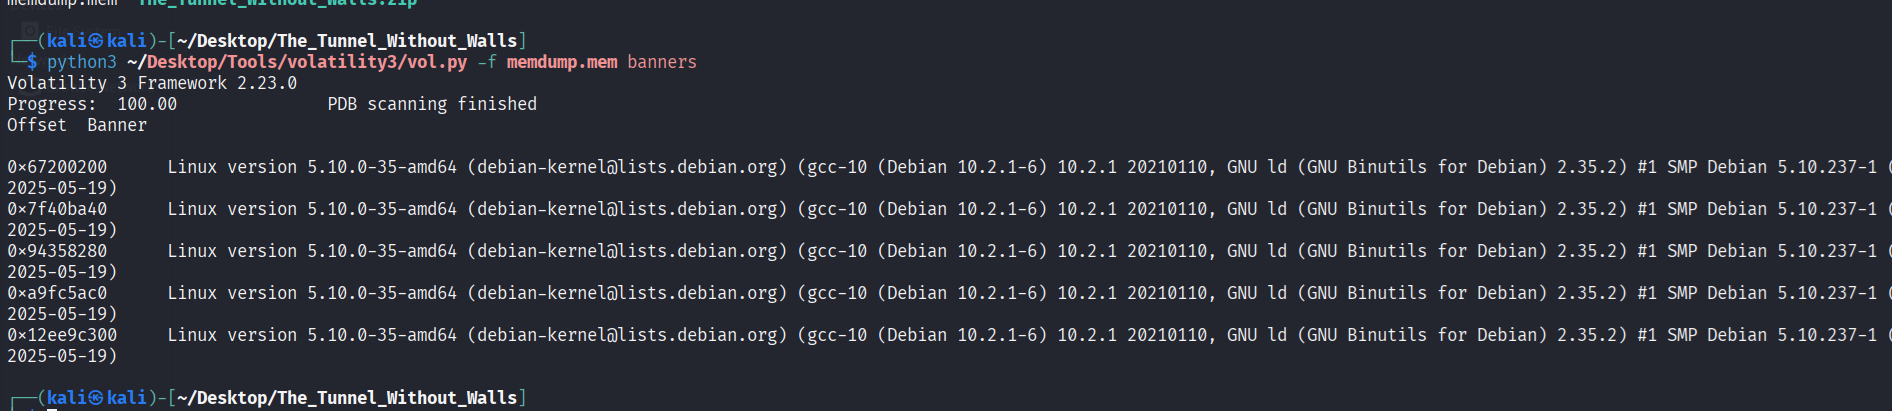 memdump.mem  The_Tunnel_Without_Walls.zip
┌──(kali㉿kali)-[~/Desktop/The_Tunnel_Without_Walls]
└─$ python3 ~/Desktop/Tools/volatility3/vol.py -f memdump.mem banners
Volatility 3 Framework 2.23.0
Progress:  100.00               PDB scanning finished
Offset  Banner
0×67200200      Linux version 5.10.0-35-amd64 (debian-kernel@lists.debian.org) (gcc-10 (Debian 10.2.1-6) 10.2.1 20210110, GNU ld (GNU Binutils for Debian) 2.35.2) #1 SMP Debian 5.10.237-1 (
2025-05-19)
0×7f40ba40      Linux version 5.10.0-35-amd64 (debian-kernel@lists.debian.org) (gcc-10 (Debian 10.2.1-6) 10.2.1 20210110, GNU ld (GNU Binutils for Debian) 2.35.2) #1 SMP Debian 5.10.237-1 (
2025-05-19)
0×94358280      Linux version 5.10.0-35-amd64 (debian-kernel@lists.debian.org) (gcc-10 (Debian 10.2.1-6) 10.2.1 20210110, GNU ld (GNU Binutils for Debian) 2.35.2) #1 SMP Debian 5.10.237-1 (
2025-05-19)
0×a9fc5ac0      Linux version 5.10.0-35-amd64 (debian-kernel@lists.debian.org) (gcc-10 (Debian 10.2.1-6) 10.2.1 20210110, GNU ld (GNU Binutils for Debian) 2.35.2) #1 SMP Debian 5.10.237-1 (
2025-05-19)
0×12ee9c300     Linux version 5.10.0-35-amd64 (debian-kernel@lists.debian.org) (gcc-10 (Debian 10.2.1-6) 10.2.1 20210110, GNU ld (GNU Binutils for Debian) 2.35.2) #1 SMP Debian 5.10.237-1 (
2025-05-19)
┌──(kali㉿kali)-[~/Desktop/The_Tunnel_Without_Walls]